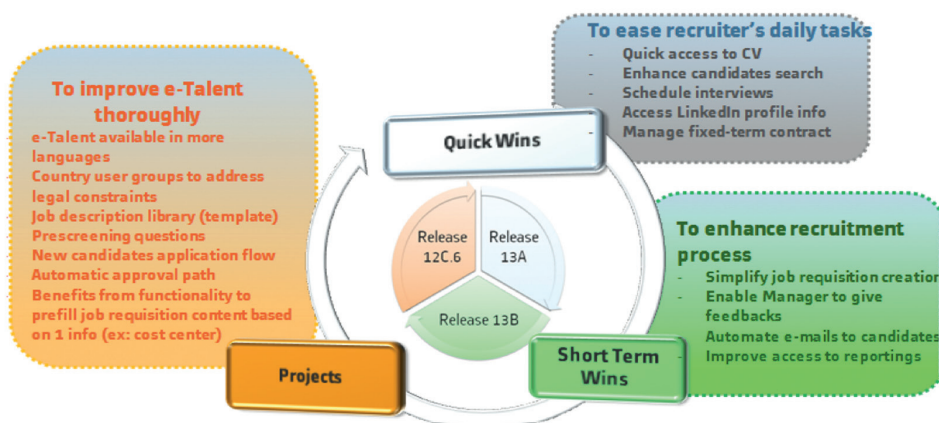 To ease recruiter's daily tasks
- Quick access to CV
- Enhance candidates search
- Schedule interviews
- Access LinkedIn profile info
- Manage fixed-term contract
To improve e-Talent
thoroughly
e-Talent available in more
languages
Country user groups to address
legal constraints
Job description library (template)
Prescreening questions
New candidates application flow
Automatic approval path
Benefits from functionality to
prefill job requisition content based
on 1 info (ex: cost center)
Quick Wins
Release
12C.6
Release
13A
Release 13B
To enhance recruitment
process
- Simplify job requisition creation
- Enable Manager to give
feedbacks
- Automate e-mails to candidates
- Improve access to reportings
Projects
Short Term
Wins